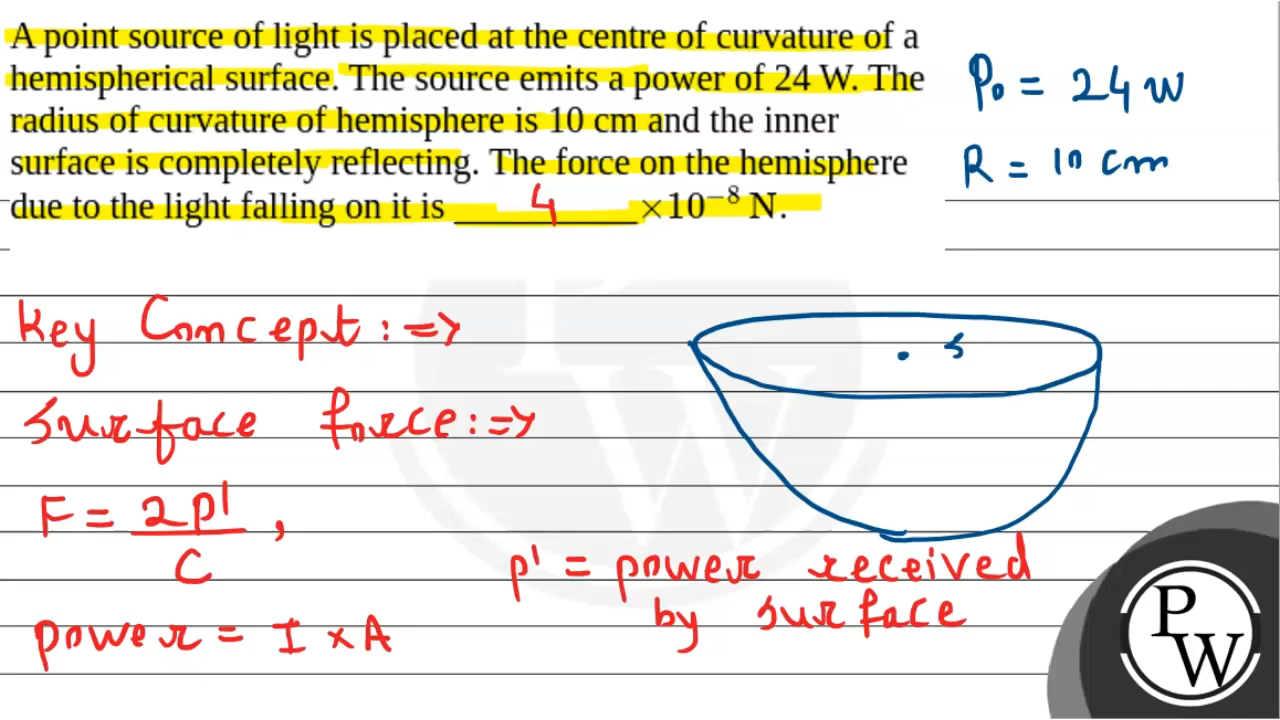 A point source of light is placed at the centre of curvature of a
hemispherical surface. The source emits a power of 24 W. The
radius of curvature of hemisphere is 10 cm and the inner
surface is completely reflecting. The force on the hemisphere
due to the light falling on it is ___4___ ×10⁻⁸ N.
P₀ = 24 W
R = 10 cm
Key Concept : =>
Surface force : =>
F = 2P' / C ,
Power = I × A
S
P' = power received
by surface
PW